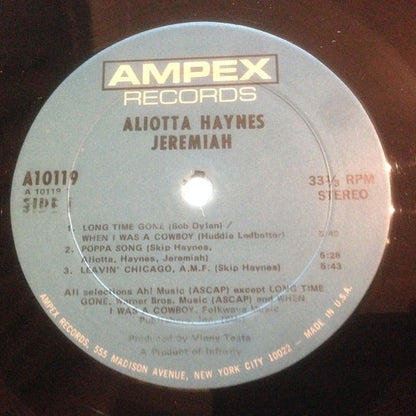 AMPEX
RECORDS
ALIOTTA HAYNES
JEREMIAH
A10119
A 10119
SIDE 1
33⅓ RPM
STEREO
1. LONG TIME GONE (Bob Dylan) /
WHEN I WAS A COWBOY (Huddie Ledbetter) 5:40
2. POPPA SONG (Skip Haynes,
Aliotta, Haynes, Jeremiah) 5:28
3. LEAVIN' CHICAGO, A.M.F. (Skip Haynes) 5:43
All selections Ah! Music (ASCAP) except LONG TIME
GONE, Warner Bros. Music (ASCAP) and WHEN
I WAS A COWBOY, Folkways Music
Produced by Vinny Testa
A Product of Infinity
AMPEX RECORDS, 555 MADISON AVENUE, NEW YORK CITY 10022 - MADE IN U.S.A.